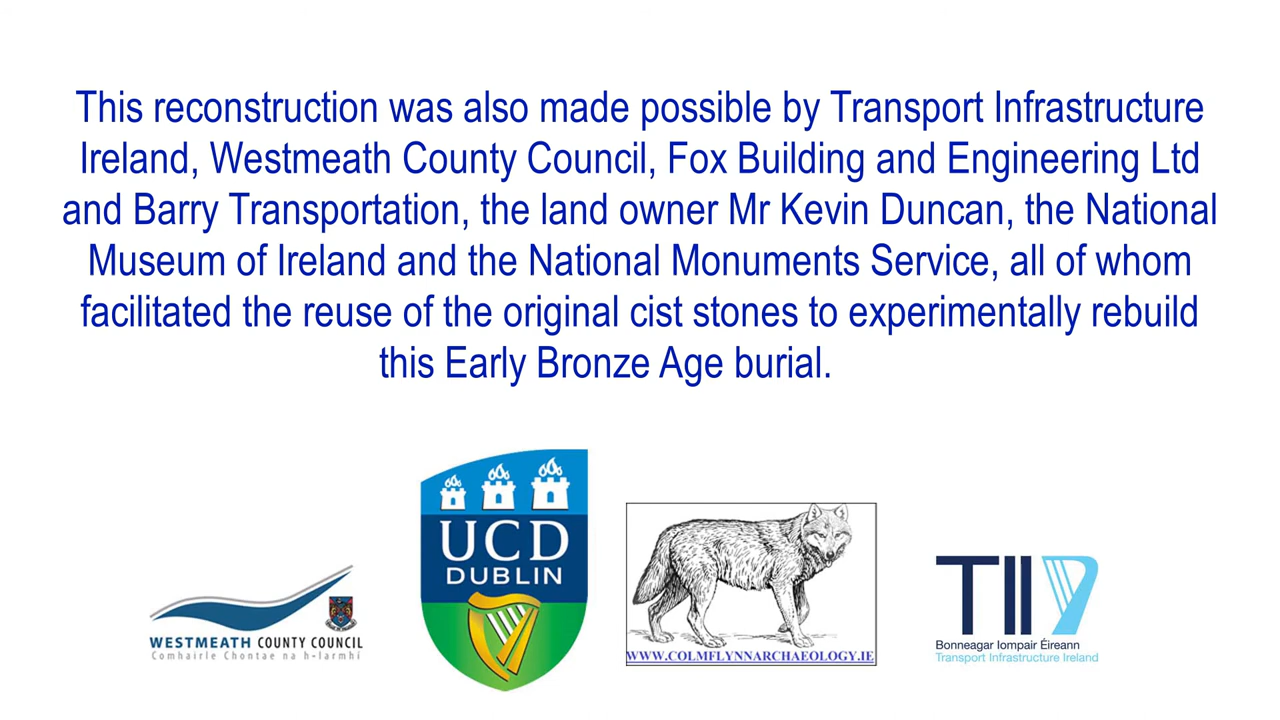 This reconstruction was also made possible by Transport Infrastructure
Ireland, Westmeath County Council, Fox Building and Engineering Ltd
and Barry Transportation, the land owner Mr Kevin Duncan, the National
Museum of Ireland and the National Monuments Service, all of whom
facilitated the reuse of the original cist stones to experimentally rebuild
this Early Bronze Age burial.
WESTMEATH COUNTY COUNCIL
Comhairle Chontae na h-Iarmhí
UCD
DUBLIN
WWW.COLMFLYNNARCHAEOLOGY.IE
TII
Bonneagar Iompair Éireann
Transport Infrastructure Ireland